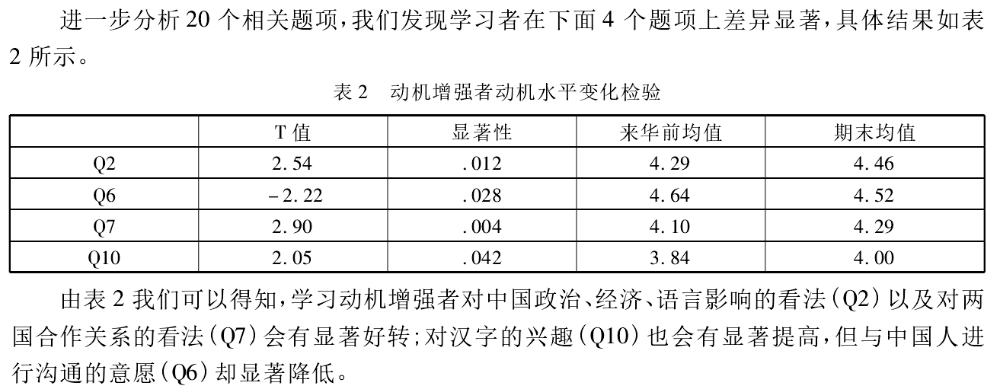 进一步分析 20 个相关题项,我们发现学习者在下面 4 个题项上差异显著,具体结果如表
2 所示。
表 2 动机增强者动机水平变化检验
T 值 显著性 来华前均值 期末均值
Q2 2.54 .012 4.29 4.46
Q6 -2.22 .028 4.64 4.52
Q7 2.90 .004 4.10 4.29
Q10 2.05 .042 3.84 4.00
由表 2 我们可以得知,学习动机增强者对中国政治、经济、语言影响的看法(Q2)以及对两
国合作关系的看法(Q7)会有显著好转;对汉字的兴趣(Q10)也会有显著提高,但与中国人进
行沟通的意愿(Q6)却显著降低。